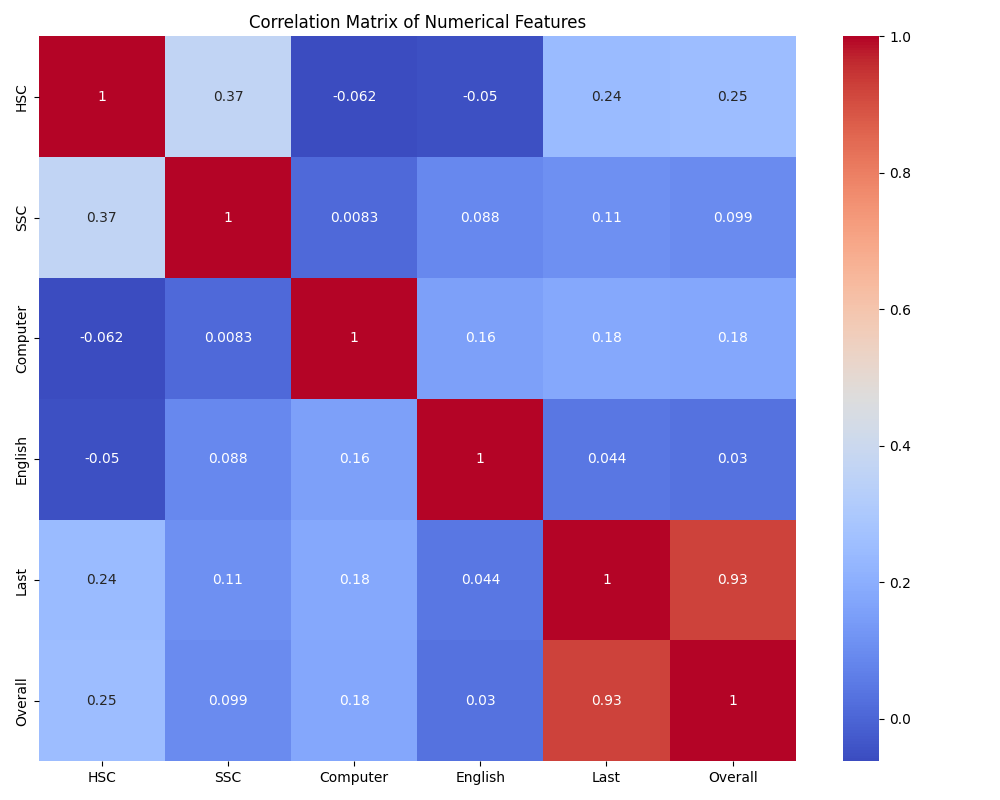 Correlation Matrix of Numerical Features
HSC 1 0.37 -0.062 -0.05 0.24 0.25
SSC 0.37 1 0.0083 0.088 0.11 0.099
Computer -0.062 0.0083 1 0.16 0.18 0.18
English -0.05 0.088 0.16 1 0.044 0.03
Last 0.24 0.11 0.18 0.044 1 0.93
Overall 0.25 0.099 0.18 0.03 0.93 1
HSC SSC Computer English Last Overall
1.0
0.8
0.6
0.4
0.2
0.0